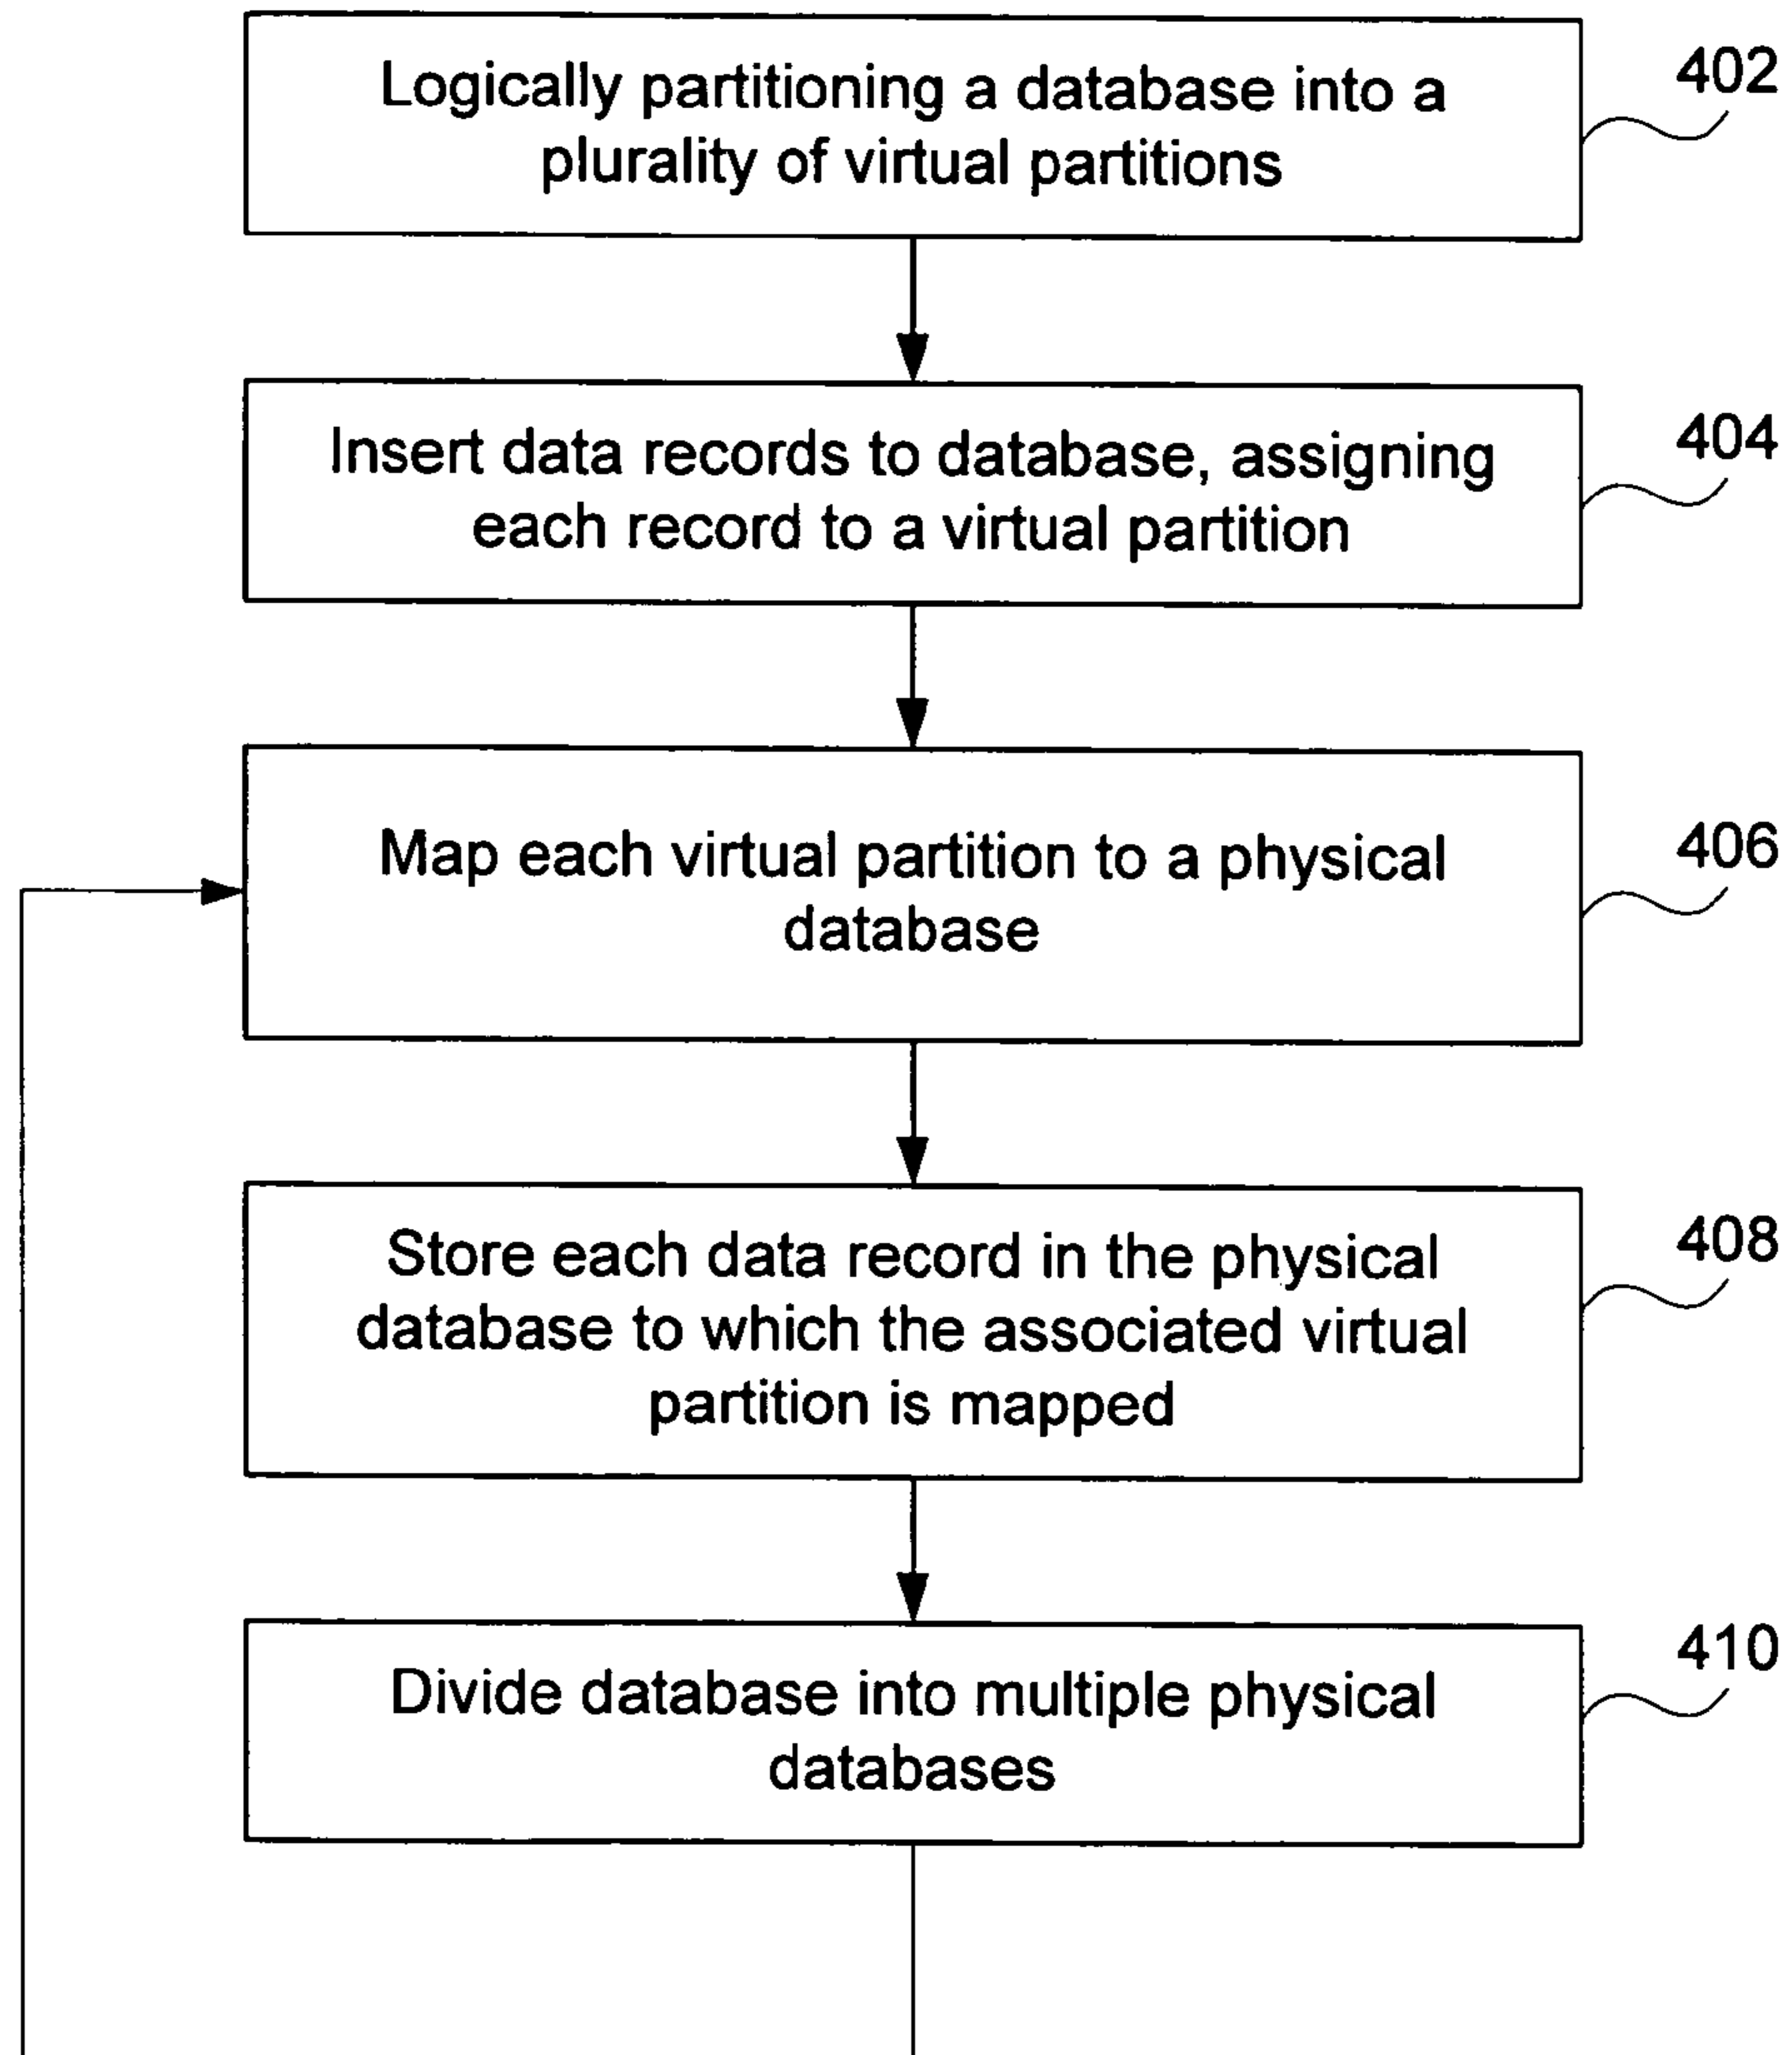 Logically partitioning a database into a
plurality of virtual partitions
402
Insert data records to database, assigning
each record to a virtual partition
404
Map each virtual partition to a physical
database
406
Store each data record in the physical
database to which the associated virtual
partition is mapped
408
Divide database into multiple physical
databases
410